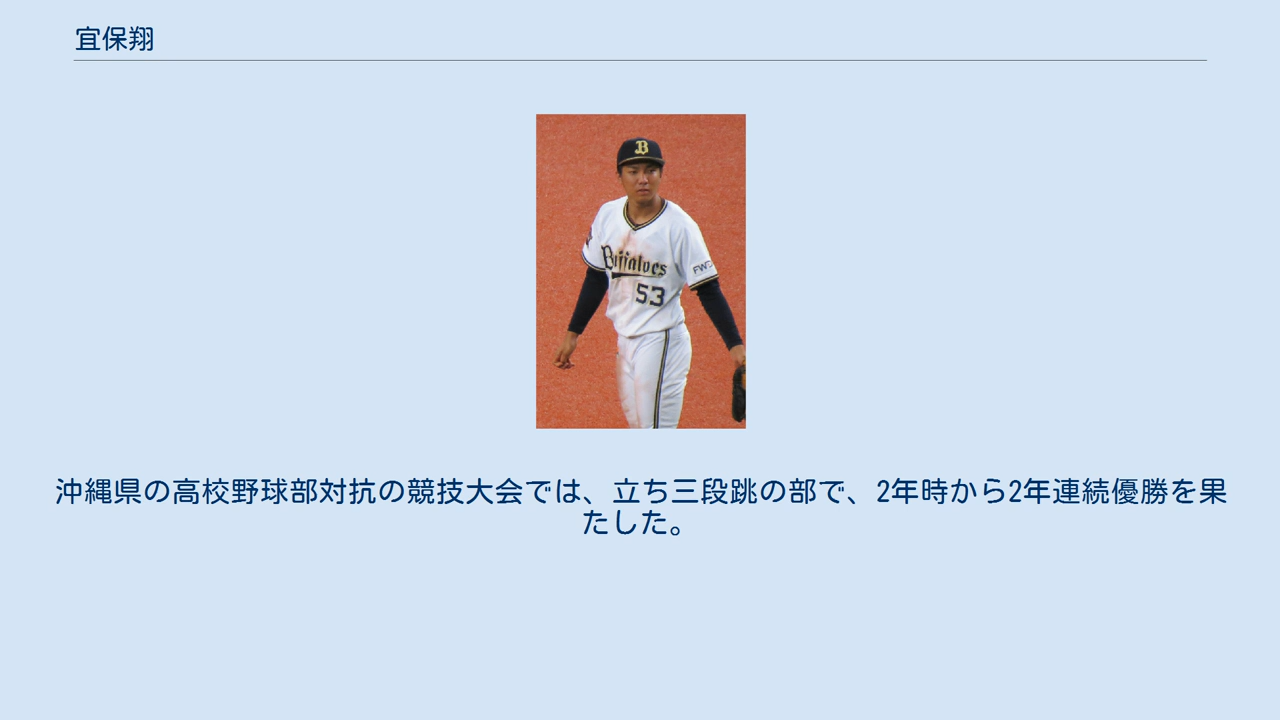 宜保翔
B
Buffaloes
53
沖縄県の高校野球部対抗の競技大会では、立ち三段跳の部で、2年時から2年連続優勝を果
たした。